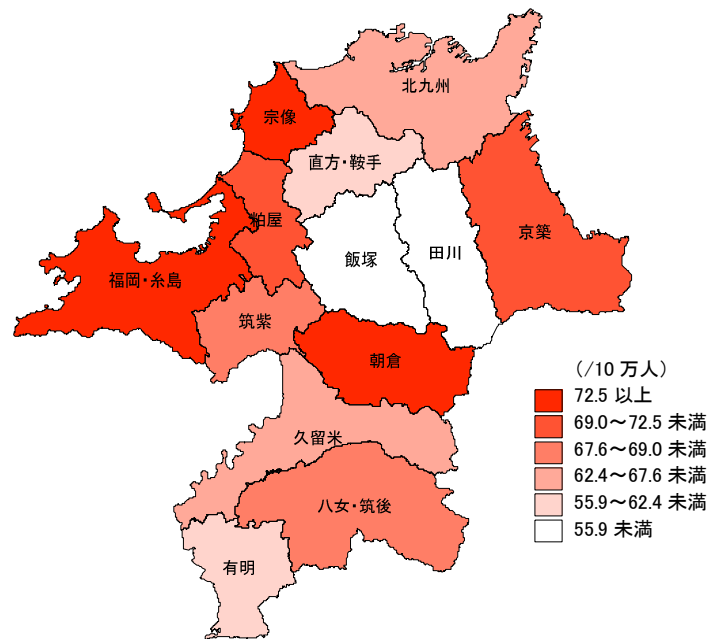 北九州
宗像
直方・鞍手
粕屋
京築
田川
飯塚
福岡・糸島
筑紫
朝倉
久留米
八女・筑後
有明
（/10 万人）
72.5 以上
69.0～72.5 未満
67.6～69.0 未満
62.4～67.6 未満
55.9～62.4 未満
55.9 未満